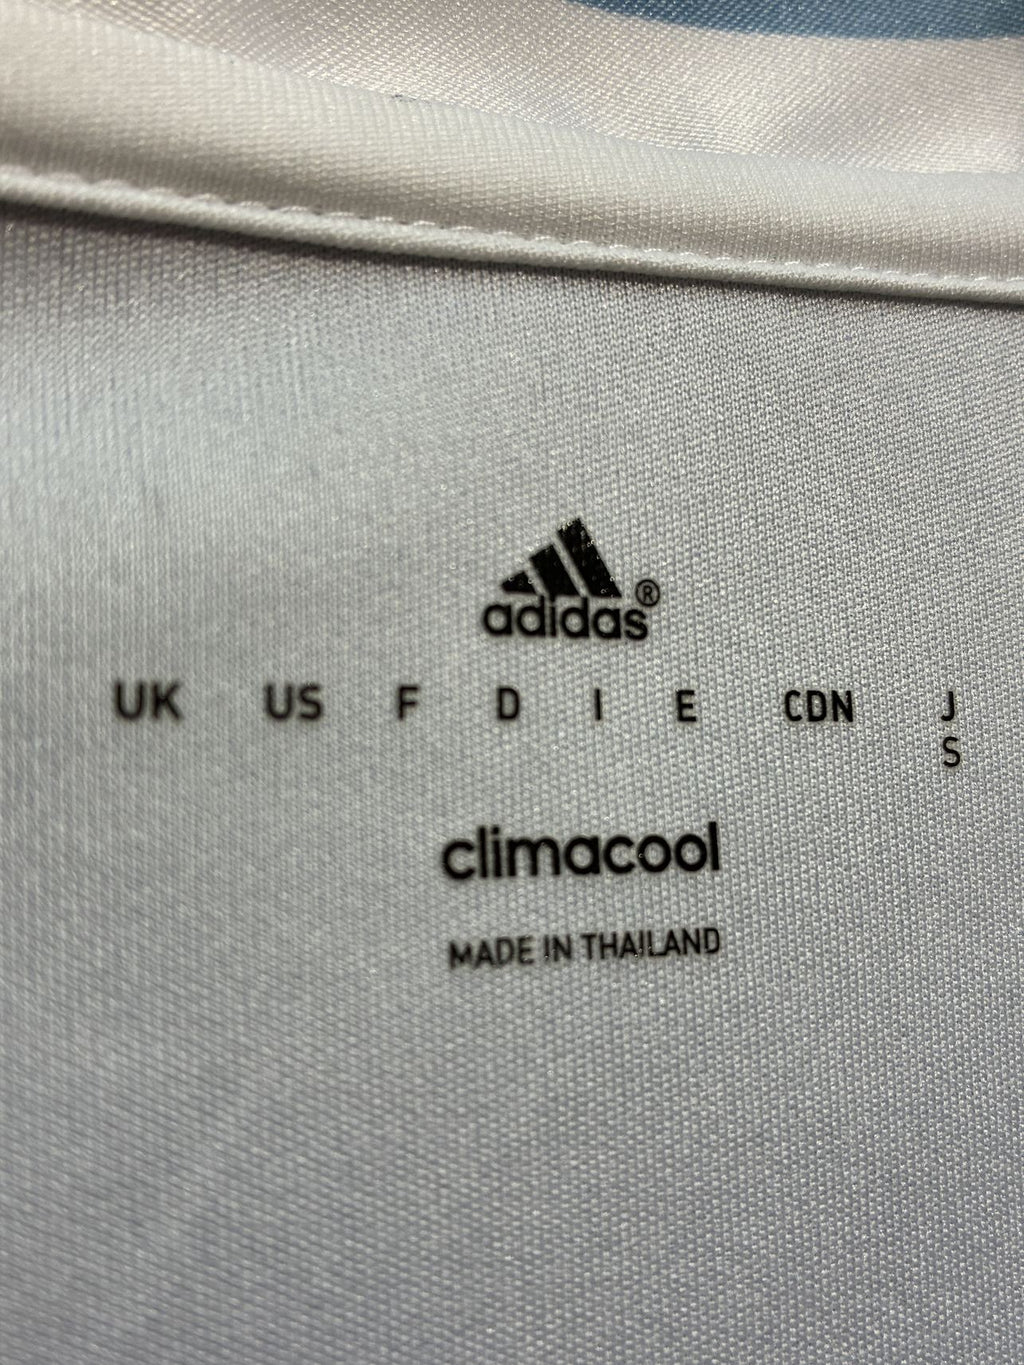 adidas®
UK US F D I E CDN J
S
climacool
MADE IN THAILAND